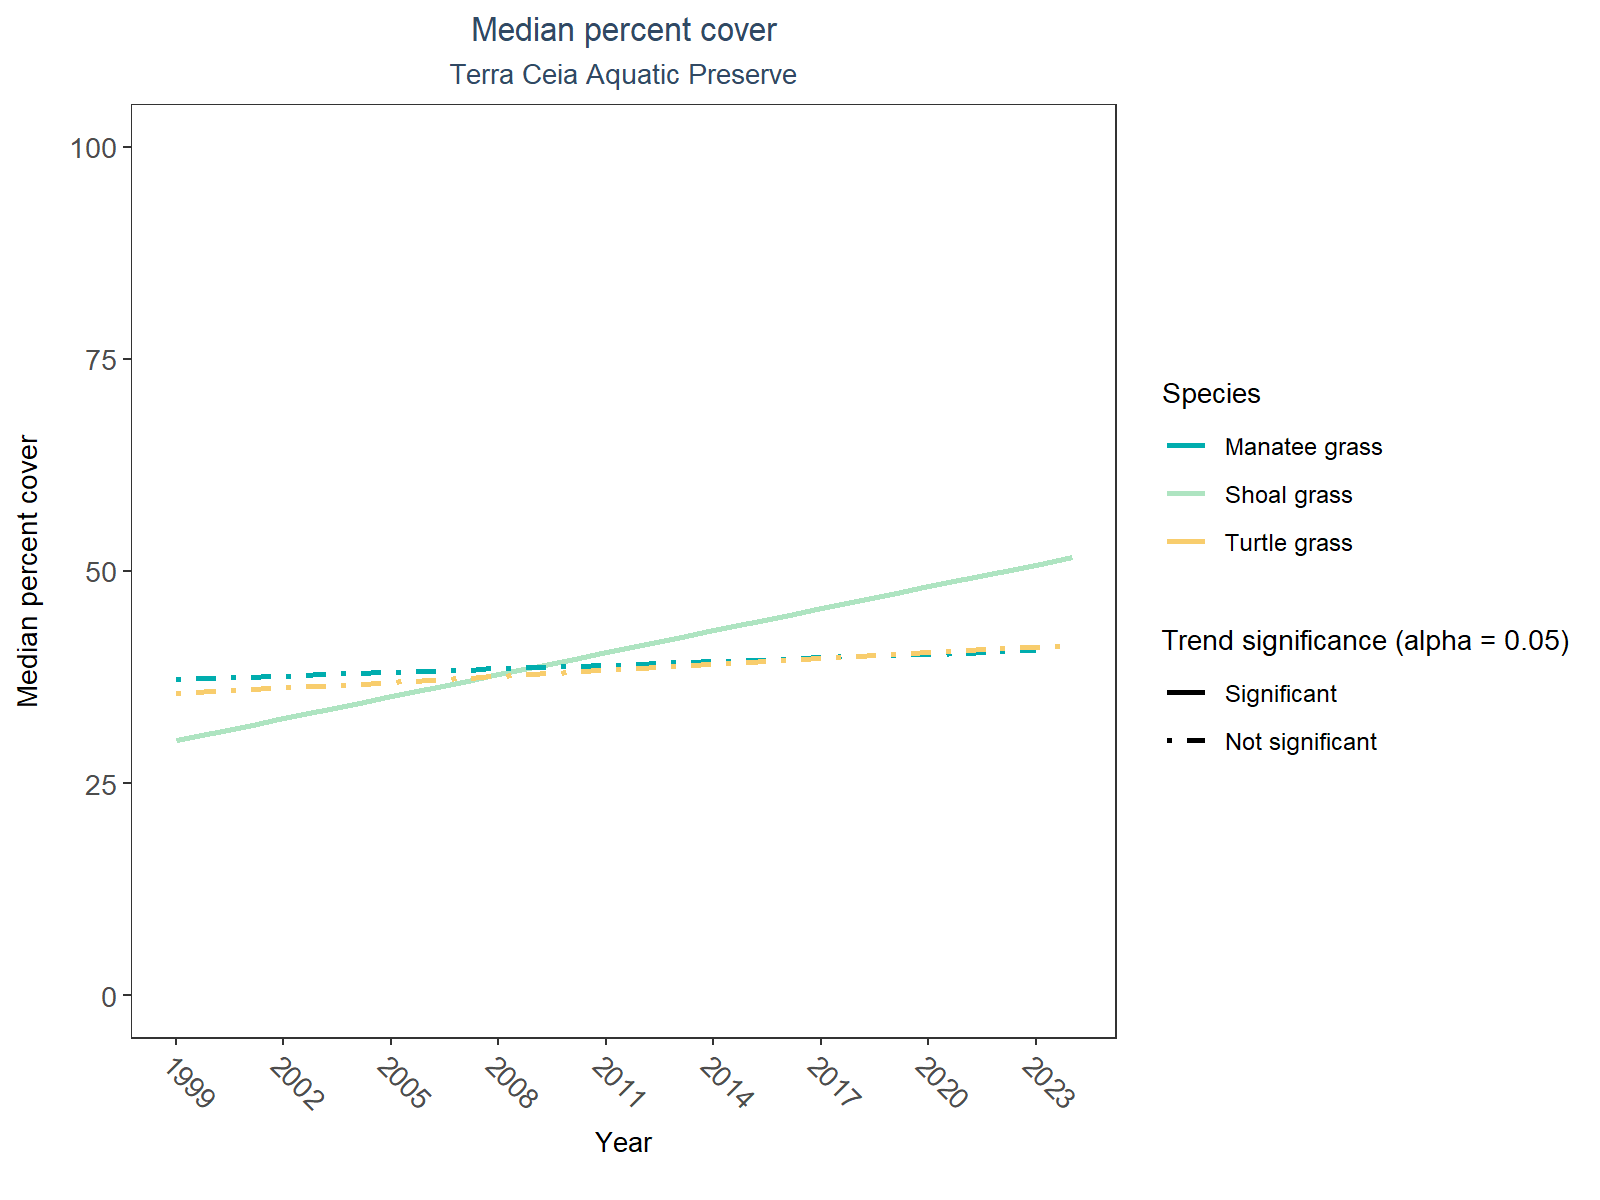 Median percent cover
Terra Ceia Aquatic Preserve
Median percent cover
100
75
50
25
0
1999
2002
2005
2008
2011
2014
2017
2020
2023
Year
Species
Manatee grass
Shoal grass
Turtle grass
Trend significance (alpha = 0.05)
Significant
Not significant